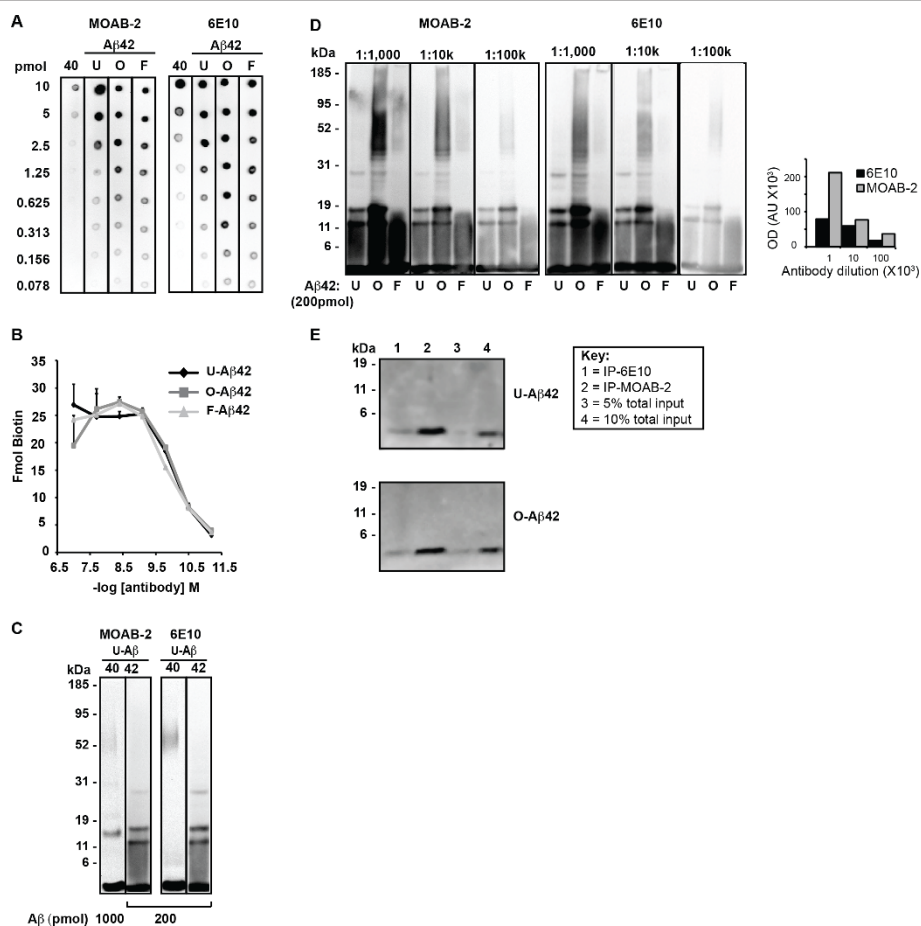 A
MOAB-2
6E10
Aβ42
Aβ42
pmol 40 U O F 40 U O F
10
5
2.5
1.25
0.625
0.313
0.156
0.078
B
Fmol Biotin
35
30
25
20
15
10
5
0
6.5 7.5 8.5 9.5 10.5 11.5
-log [antibody] M
U-Aβ42
O-Aβ42
F-Aβ42
C
MOAB-2 6E10
U-Aβ U-Aβ
kDa 40 42 40 42
185 -
95 -
52 -
31 -
19 -
11 -
6 -
Aβ (pmol) 1000 200
D
MOAB-2 6E10
kDa 1:1,000 1:10k 1:100k 1:1,000 1:10k 1:100k
185 -
95 -
52 -
31 -
19 -
11 -
6 -
Aβ42: U O F U O F U O F U O F U O F U O F
(200pmol)
6E10
MOAB-2
OD (AU X10³)
200
100
0
1 10 100
Antibody dilution (X10³)
E
kDa 1 2 3 4
19 -
11 -
6 -
U-Aβ42
19 -
11 -
6 -
O-Aβ42
Key:
1 = IP-6E10
2 = IP-MOAB-2
3 = 5% total input
4 = 10% total input